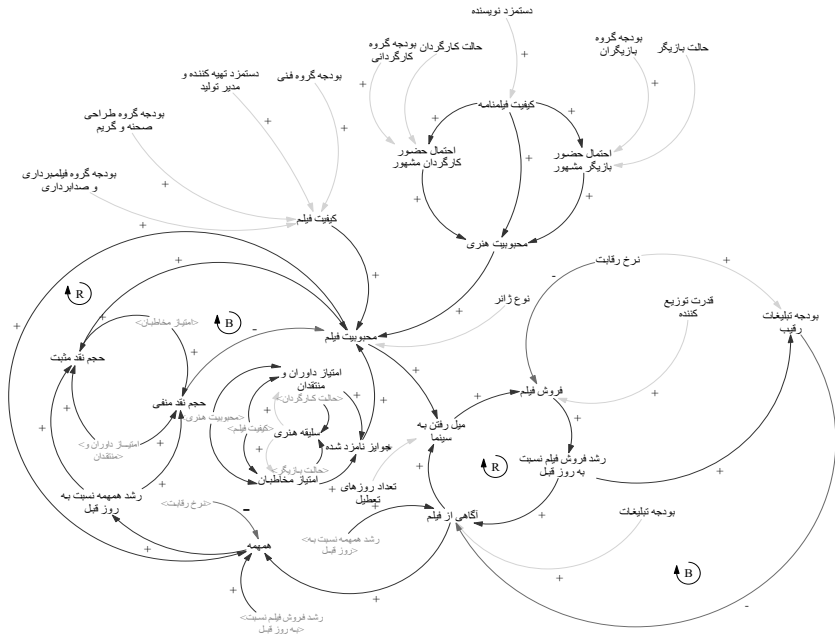 دستمزد نویسنده
حالت بازیگر
بودجه گروه
بازیگران
حالت کارگردان
بودجه گروه
کارگردانی
بودجه گروه فنی
دستمزد تهیه کننده و
مدیر تولید
بودجه گروه طراحی
صحنه و گریم
بودجه گروه فیلمبرداری
و صدابرداری
کیفیت فیلمنامه
احتمال حضور
بازیگر مشهور
احتمال حضور
کارگردان مشهور
کیفیت فیلم
محبوبیت هنری
نرخ رقابت
نوع ژانر
قدرت توزیع
کننده
بودجه تبلیغات
رقیب
R
B
<امتیاز مخاطبان>
محبوبیت فیلم
حجم نقد مثبت
امتیاز داوران و
منتقدان
فروش فیلم
<حالت کارگردان>
حجم نقد منفی
<محبوبیت هنری>
<کیفیت فیلم>
سلیقه هنری
جوایز نامزد شده
میل رفتن به
سینما
<امتیاز داوران و
منتقدان>
<حالت بازیگر>
امتیاز مخاطبان
R
رشد فروش فیلم نسبت
به روز قبل
تعداد روزهای
تعطیل
رشد همهمه نسبت به
روز قبل
<نرخ رقابت>
آگاهی از فیلم
بودجه تبلیغات
همهمه
<رشد همهمه نسبت به
روز قبل>
B
<رشد فروش فیلم نسبت
به روز قبل>